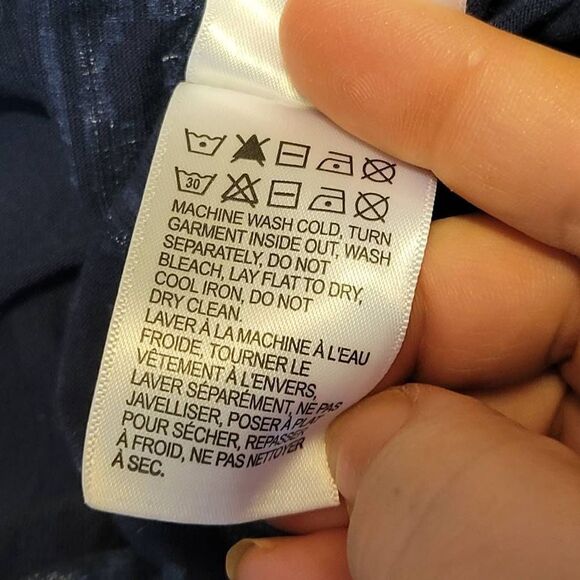 30
MACHINE WASH COLD, TURN
GARMENT INSIDE OUT, WASH
SEPARATELY, DO NOT
BLEACH, LAY FLAT TO DRY,
COOL IRON, DO NOT
DRY CLEAN.
LAVER À LA MACHINE À L'EAU
FROIDE, TOURNER LE
VÊTEMENT À L'ENVERS,
LAVER SÉPARÉMENT, NE PAS
JAVELLISER, POSER À PLAT
POUR SÉCHER, REPASSER
À FROID, NE PAS NETTOYER
À SEC.